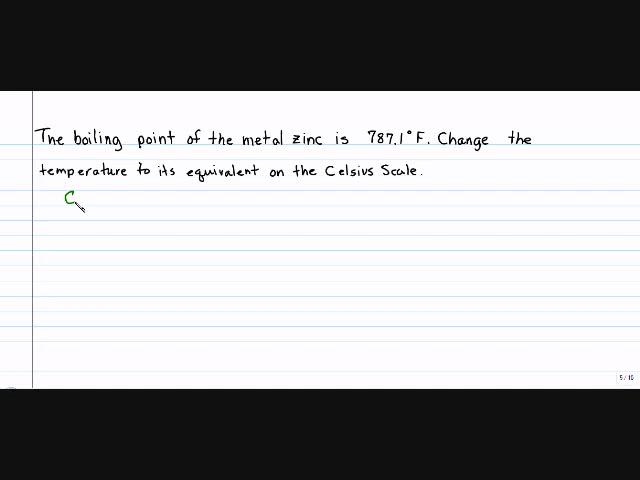 The boiling point of the metal zinc is 787.1°F. Change the
temperature to its equivalent on the Celsius Scale.
C
5/10